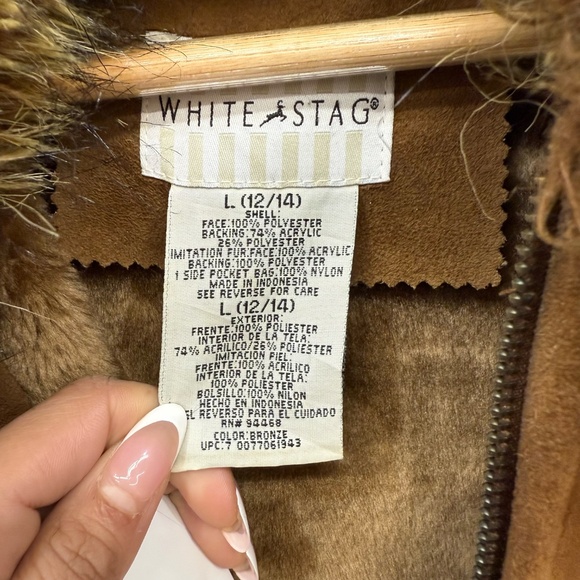 WHITE STAG®
L (12/14)
SHELL:
FACE:100% POLYESTER
BACKING:74% ACRYLIC
26% POLYESTER
IMITATION FUR:FACE:100% ACRYLIC
BACKING:100% POLYESTER
1 SIDE POCKET BAG:100% NYLON
MADE IN INDONESIA
SEE REVERSE FOR CARE
L (12/14)
EXTERIOR:
FRENTE:100% POLIESTER
INTERIOR DE LA TELA:
74% ACRILICO/26% POLIESTER
IMITACION PIEL:
FRENTE:100% ACRILICO
INTERIOR DE LA TELA:
100% POLIESTER
BOLSILLO:100% NILON
HECHO EN INDONESIA
EL REVERSO PARA EL CUIDADO
RN# 94468
COLOR:BRONZE
UPC:7 0077061943